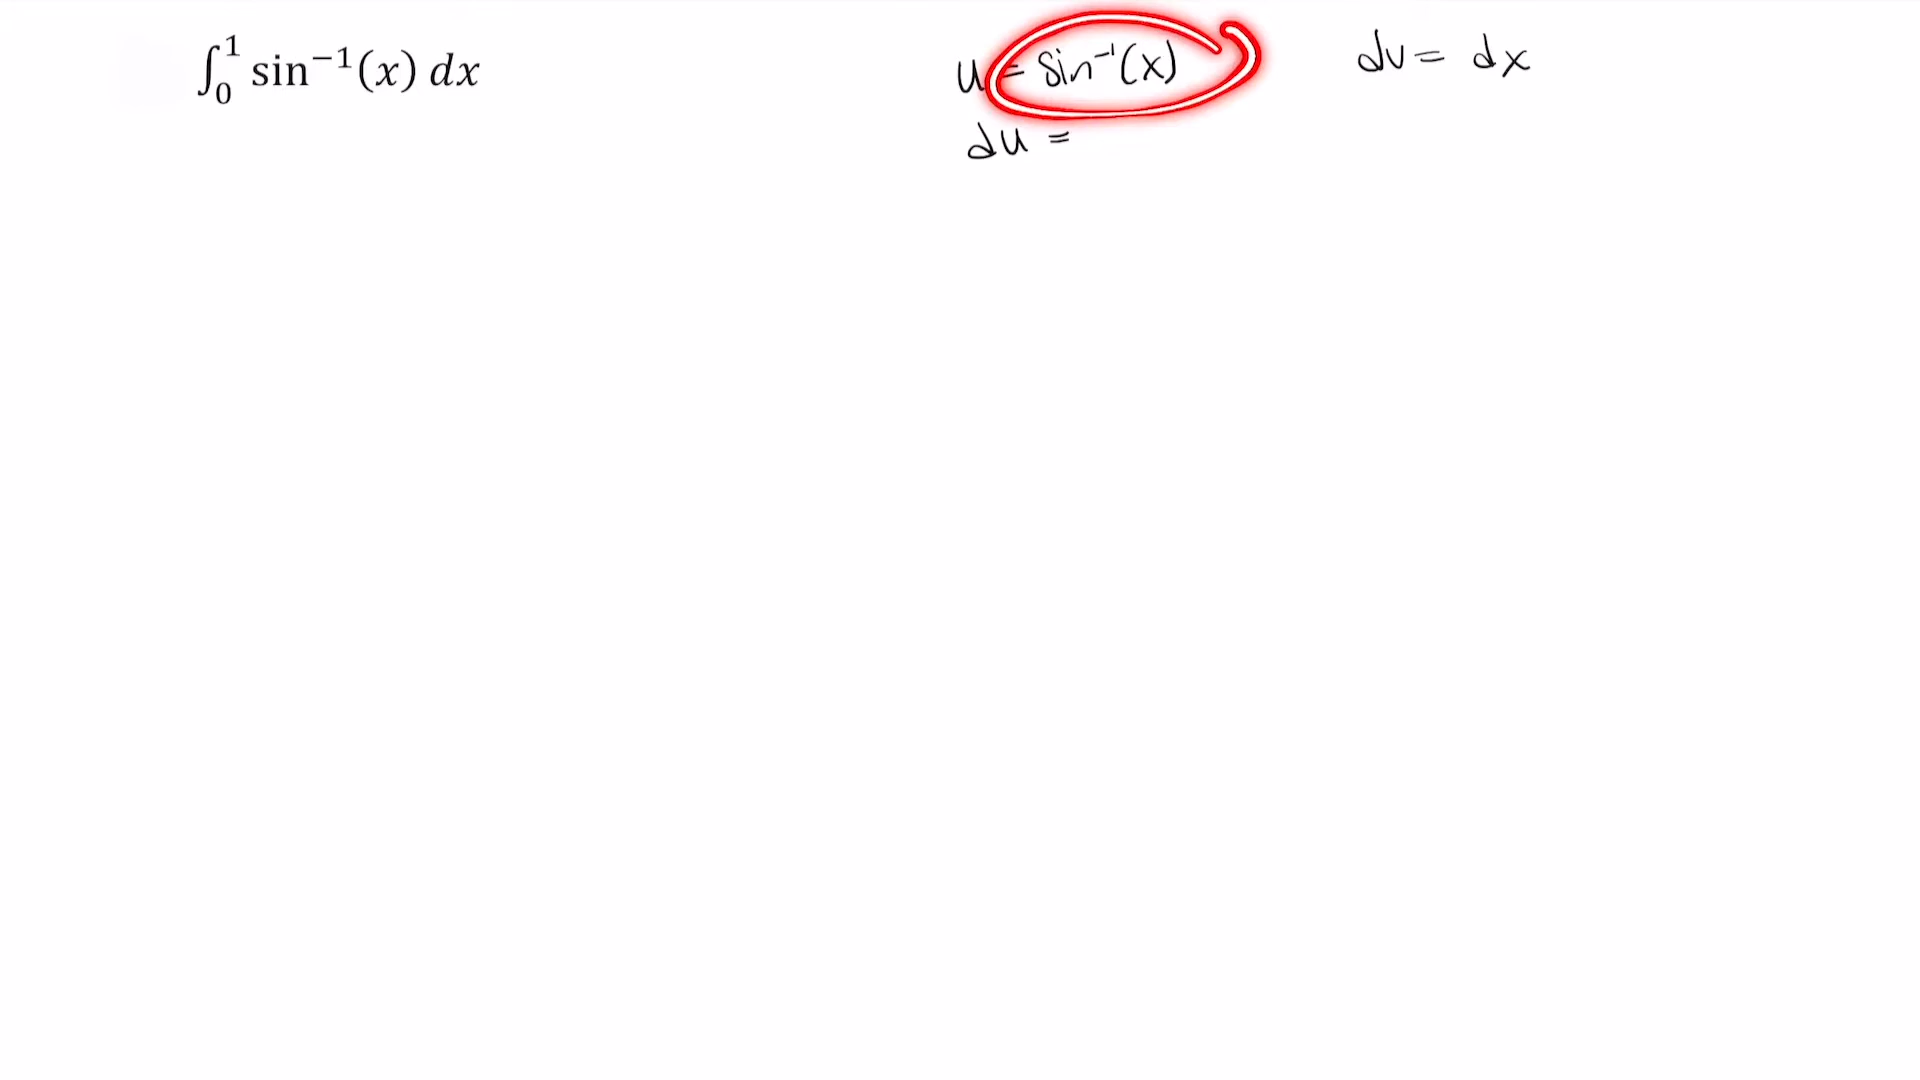 ∫₀¹ sin⁻¹(x) dx
u = sin⁻¹(x) dv = dx
du =